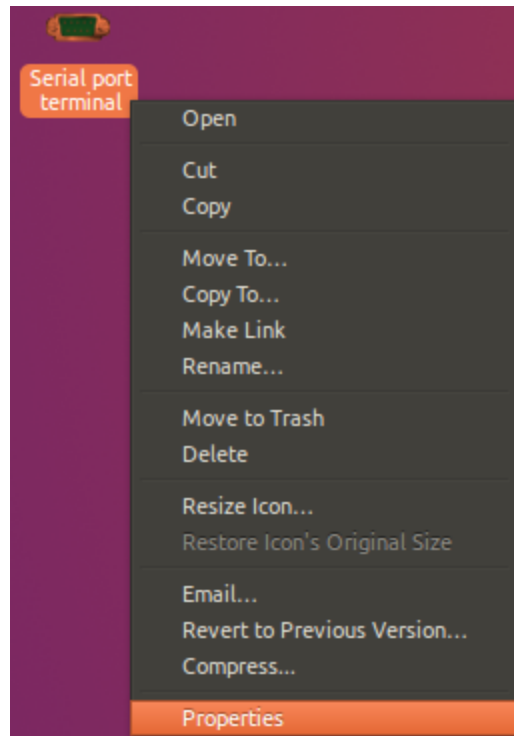 Serial port
terminal
Open
Cut
Copy
Move To…
Copy To…
Make Link
Rename…
Move to Trash
Delete
Resize Icon…
Restore Icon's Original Size
Email…
Revert to Previous Version…
Compress...
Properties